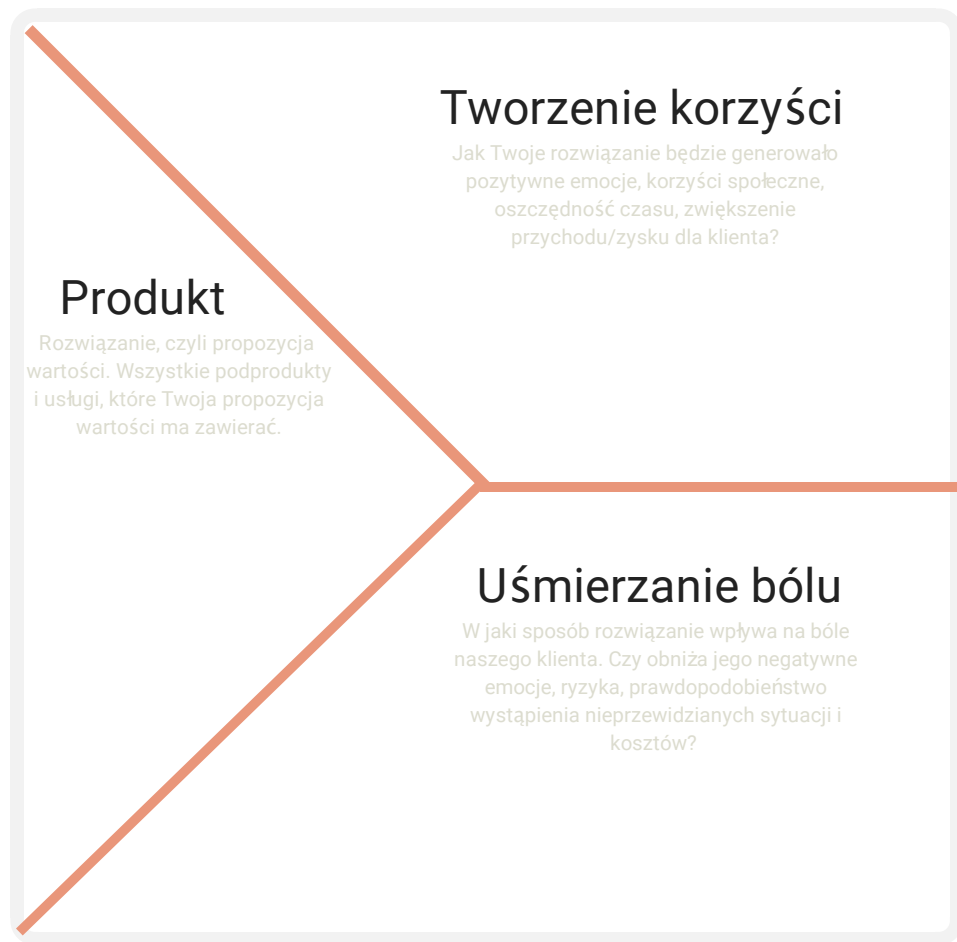 Tworzenie korzyści
Jak Twoje rozwiązanie będzie generowało
pozytywne emocje, korzyści społeczne,
oszczędność czasu, zwiększenie
przychodu/zysku dla klienta?
Produkt
Rozwiązanie, czyli propozycja
wartości. Wszystkie podprodukty
i usługi, które Twoja propozycja
wartości ma zawierać.
Uśmierzanie bólu
W jaki sposób rozwiązanie wpływa na bóle
naszego klienta. Czy obniża jego negatywne
emocje, ryzyka, prawdopodobieństwo
wystąpienia nieprzewidzianych sytuacji i
kosztów?